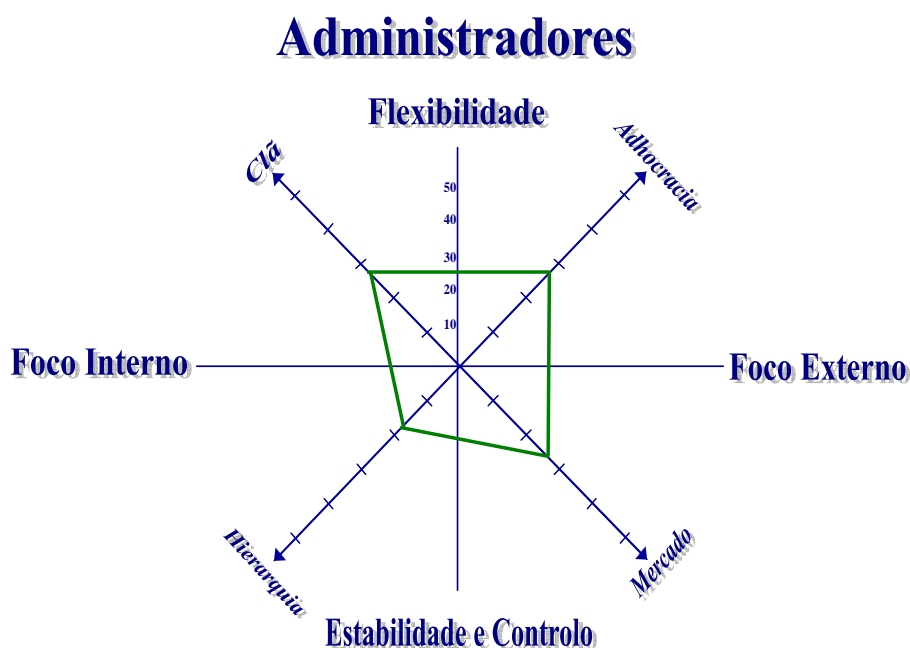 Administradores
Flexibilidade
Clã
Adhocracia
50
40
30
20
10
Foco Interno
Foco Externo
Hierarquia
Mercado
Estabilidade e Controlo